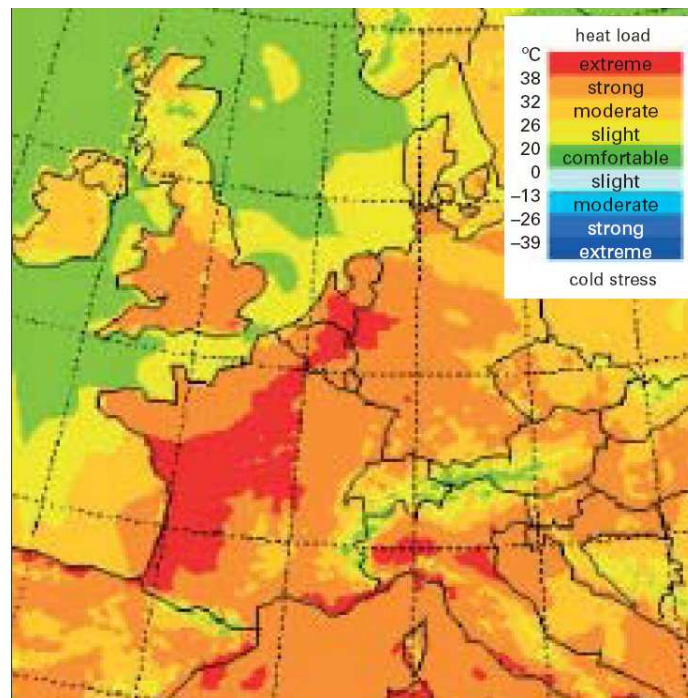 heat load
°C
extreme
38
strong
32
moderate
26
slight
20
comfortable
0
slight
–13
moderate
–26
strong
–39
extreme
cold stress